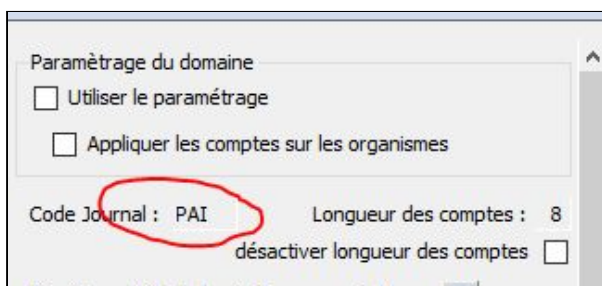 Paramètrage du domaine
Utiliser le paramétrage
Appliquer les comptes sur les organismes
Code Journal : PAI Longueur des comptes : 8
désactiver longueur des comptes